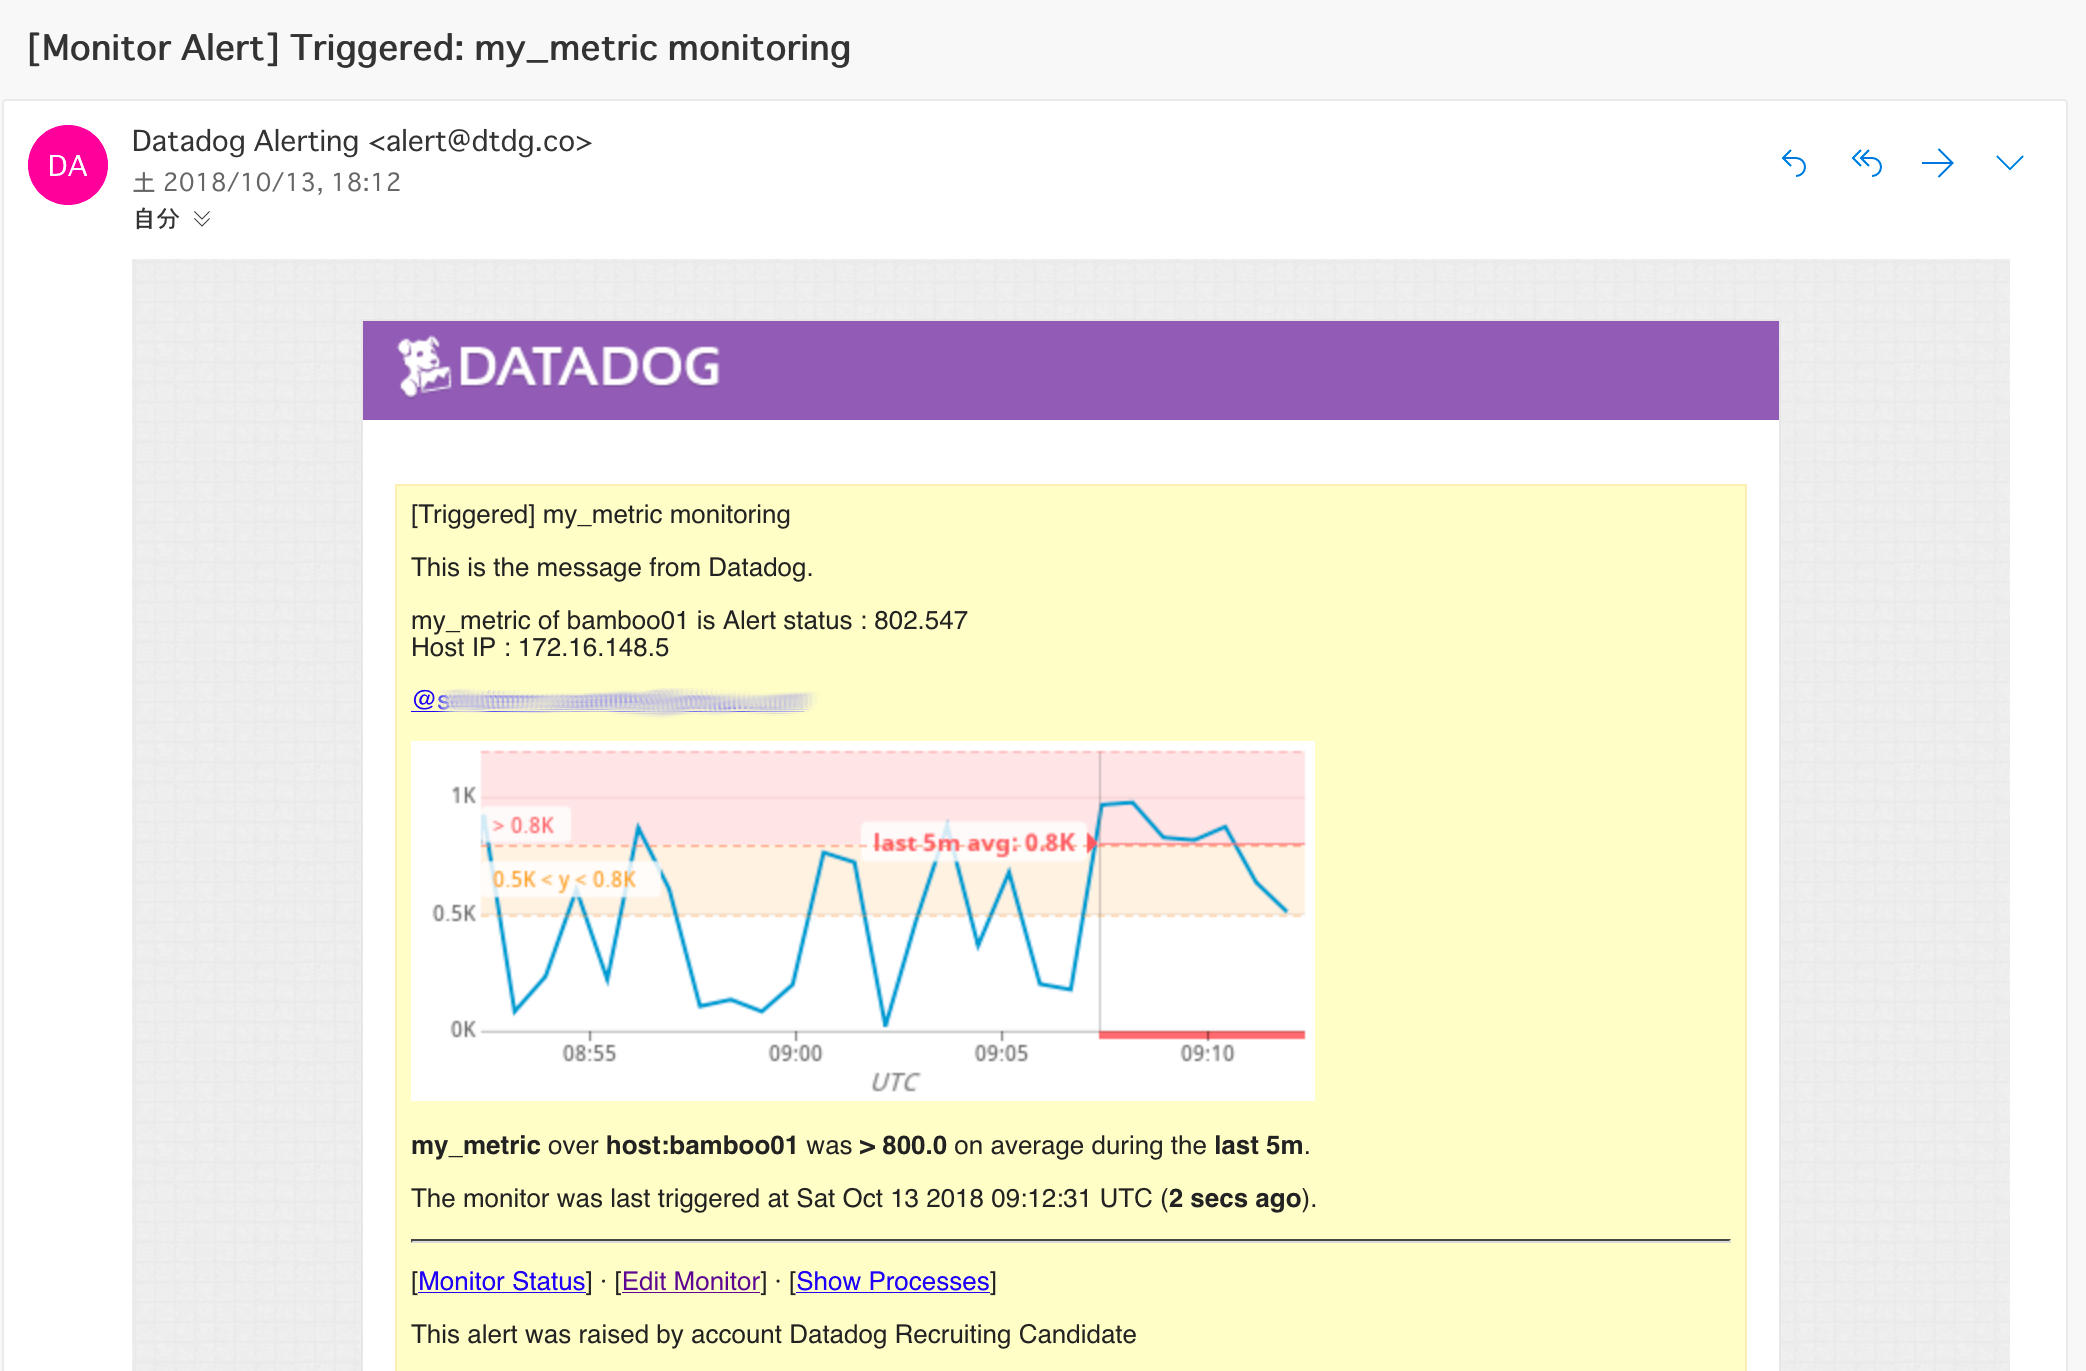 [Monitor Alert] Triggered: my_metric monitoring
DA
Datadog Alerting <alert@dtdg.co>
土 2018/10/13, 18:12
自分
DATADOG
[Triggered] my_metric monitoring
This is the message from Datadog.
my_metric of bamboo01 is Alert status : 802.547
Host IP : 172.16.148.5
1K
> 0.8K
last 5m avg: 0.8K
0.5K < y < 0.8K
0.5K
0K
08:55 09:00 09:05 09:10
UTC
my_metric over host:bamboo01 was > 800.0 on average during the last 5m.
The monitor was last triggered at Sat Oct 13 2018 09:12:31 UTC (2 secs ago).
[Monitor Status] · [Edit Monitor] · [Show Processes]
This alert was raised by account Datadog Recruiting Candidate